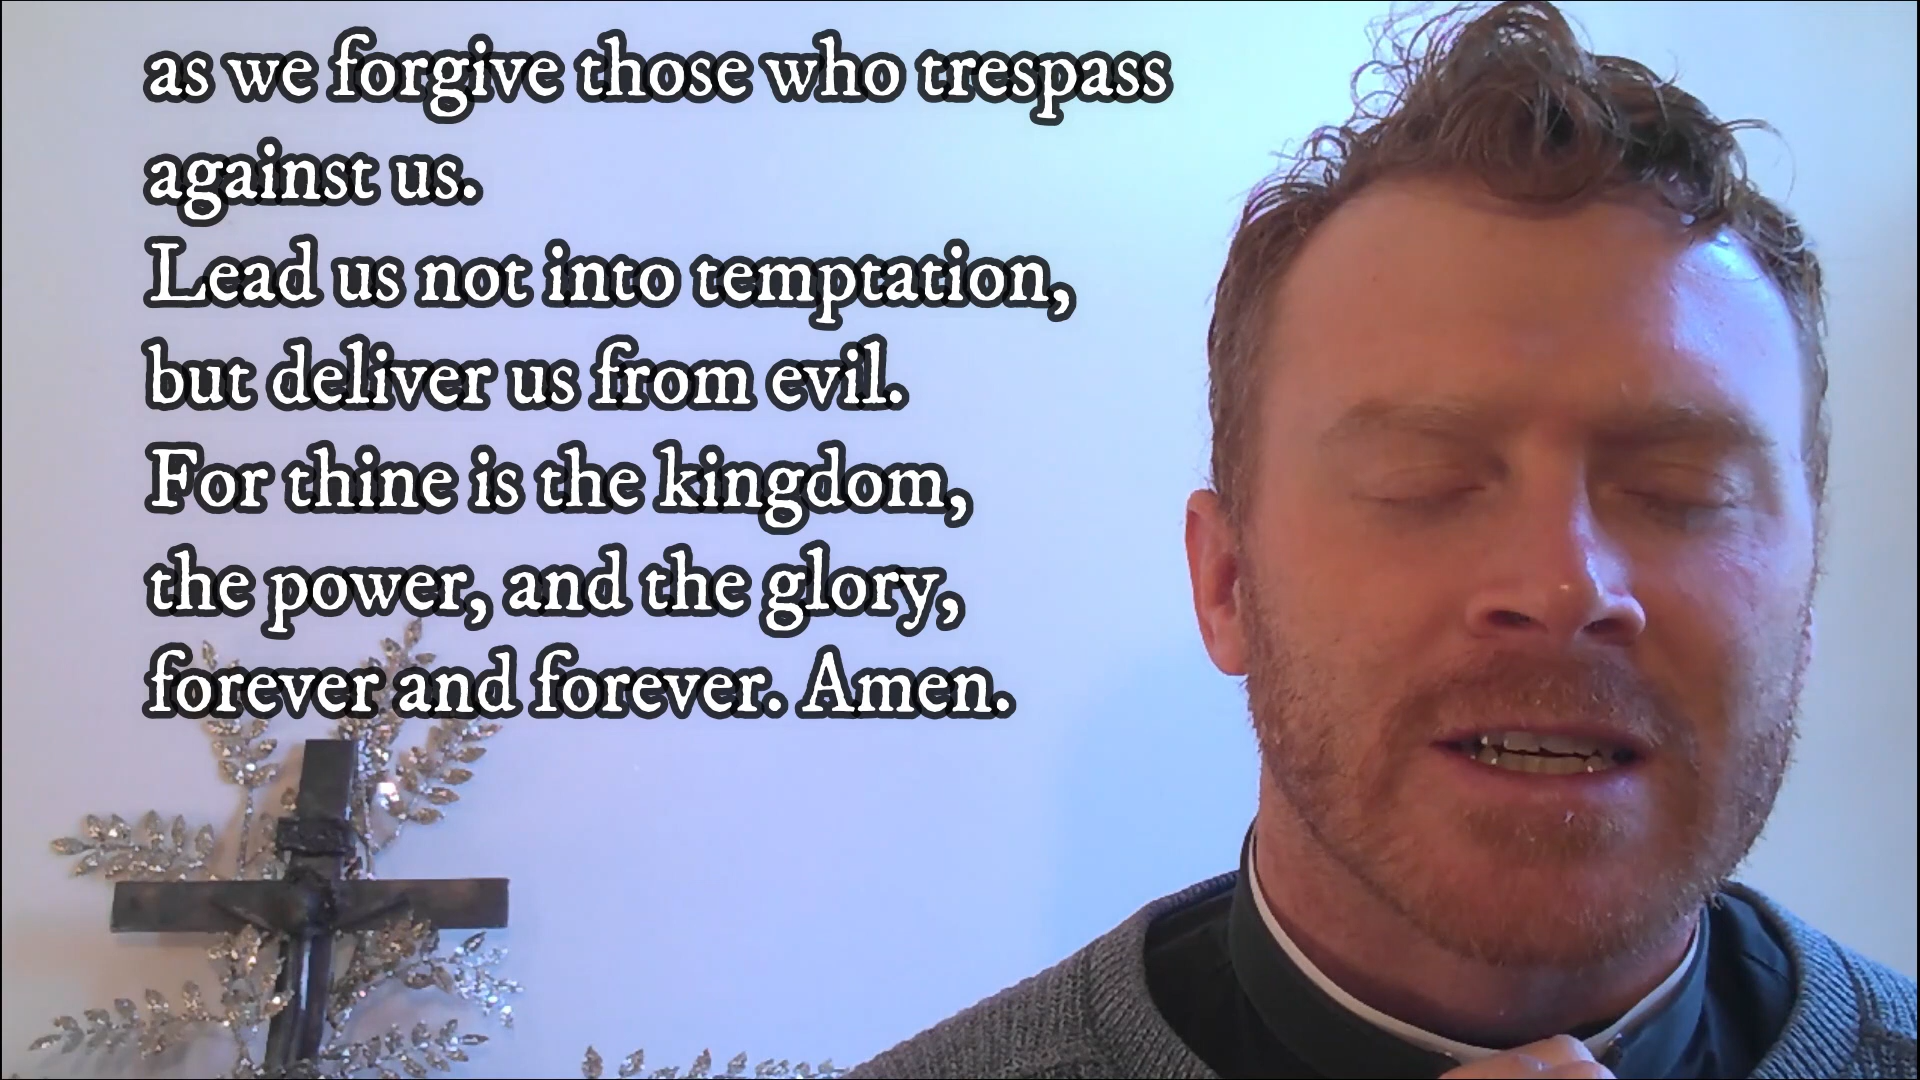 as we forgive those who trespass
against us.
Lead us not into temptation,
but deliver us from evil.
For thine is the kingdom,
the power, and the glory,
forever and forever. Amen.